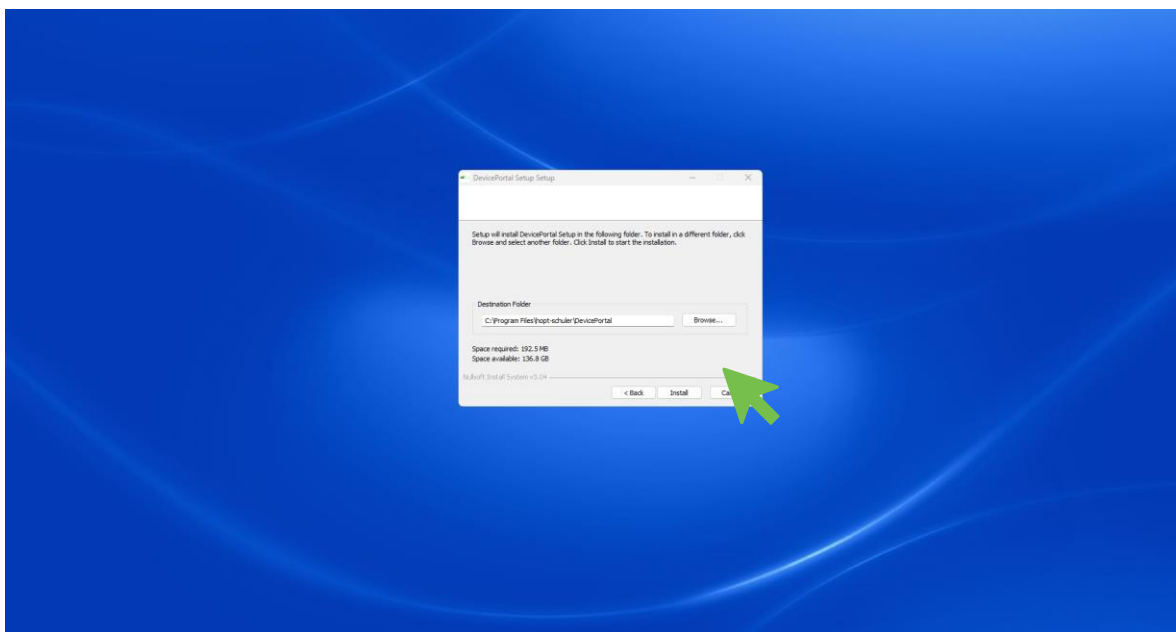 DevicePortal Setup Setup
Setup will install DevicePortal Setup in the following folder. To install in a different folder, click
Browse and select another folder. Click Install to start the installation.
Destination Folder
C:\Program Files\hopt-schuler\DevicePortal
Browse...
Space required: 192.5 MB
Space available: 136.8 GB
Nullsoft Install System v3.04
< Back
Install